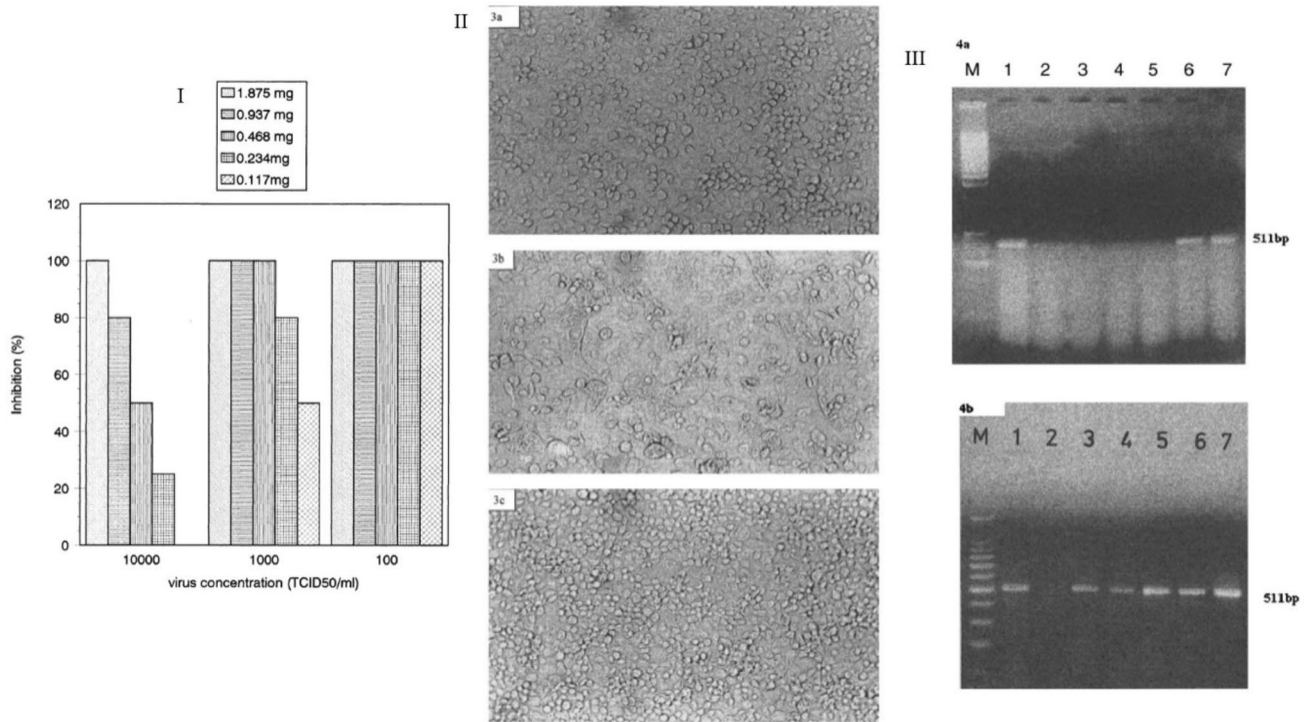 I
1.875 mg
0.937 mg
0.468 mg
0.234mg
0.117mg
120
100
80
60
40
20
0
Inhibition (%)
10000 1000 100
virus concentration (TCID50/ml)
II
3a
3b
3c
III
4a
M 1 2 3 4 5 6 7
511bp
4b
M 1 2 3 4 5 6 7
511bp